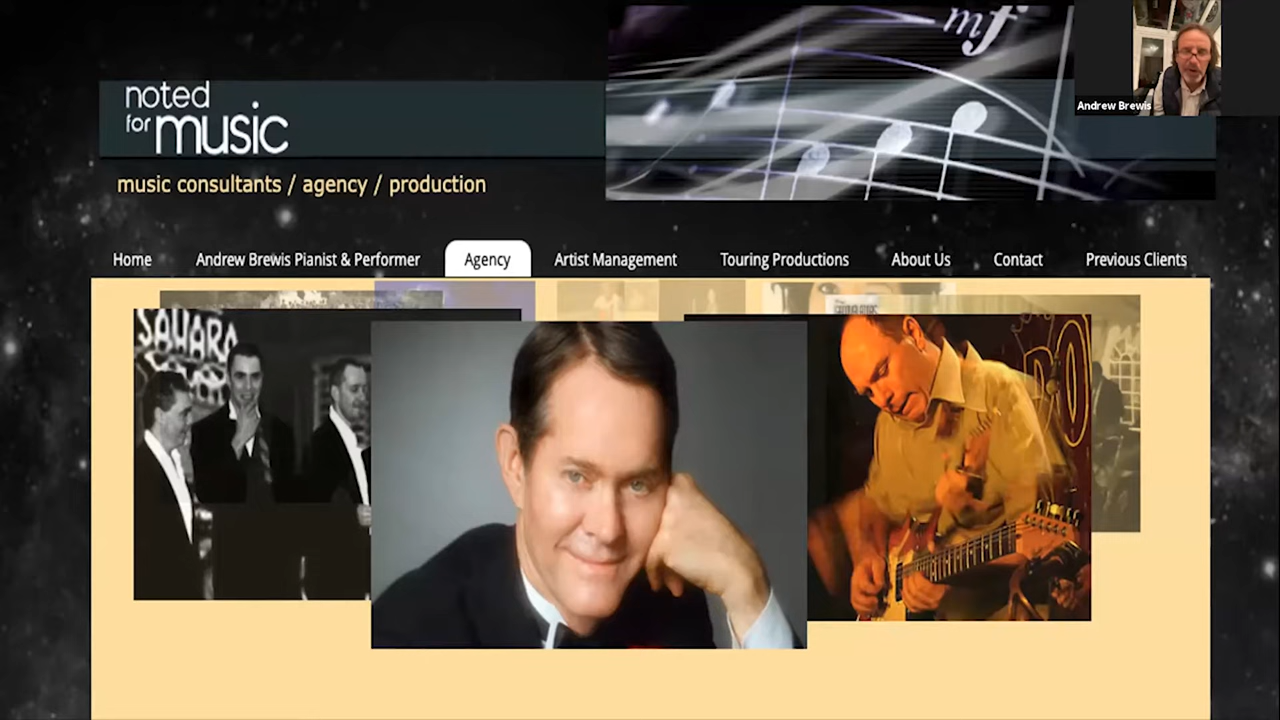 mf
noted
for music
music consultants / agency / production
Andrew Brewis
Home
Andrew Brewis Pianist & Performer
Agency
Artist Management
Touring Productions
About Us
Contact
Previous Clients
SAHARA